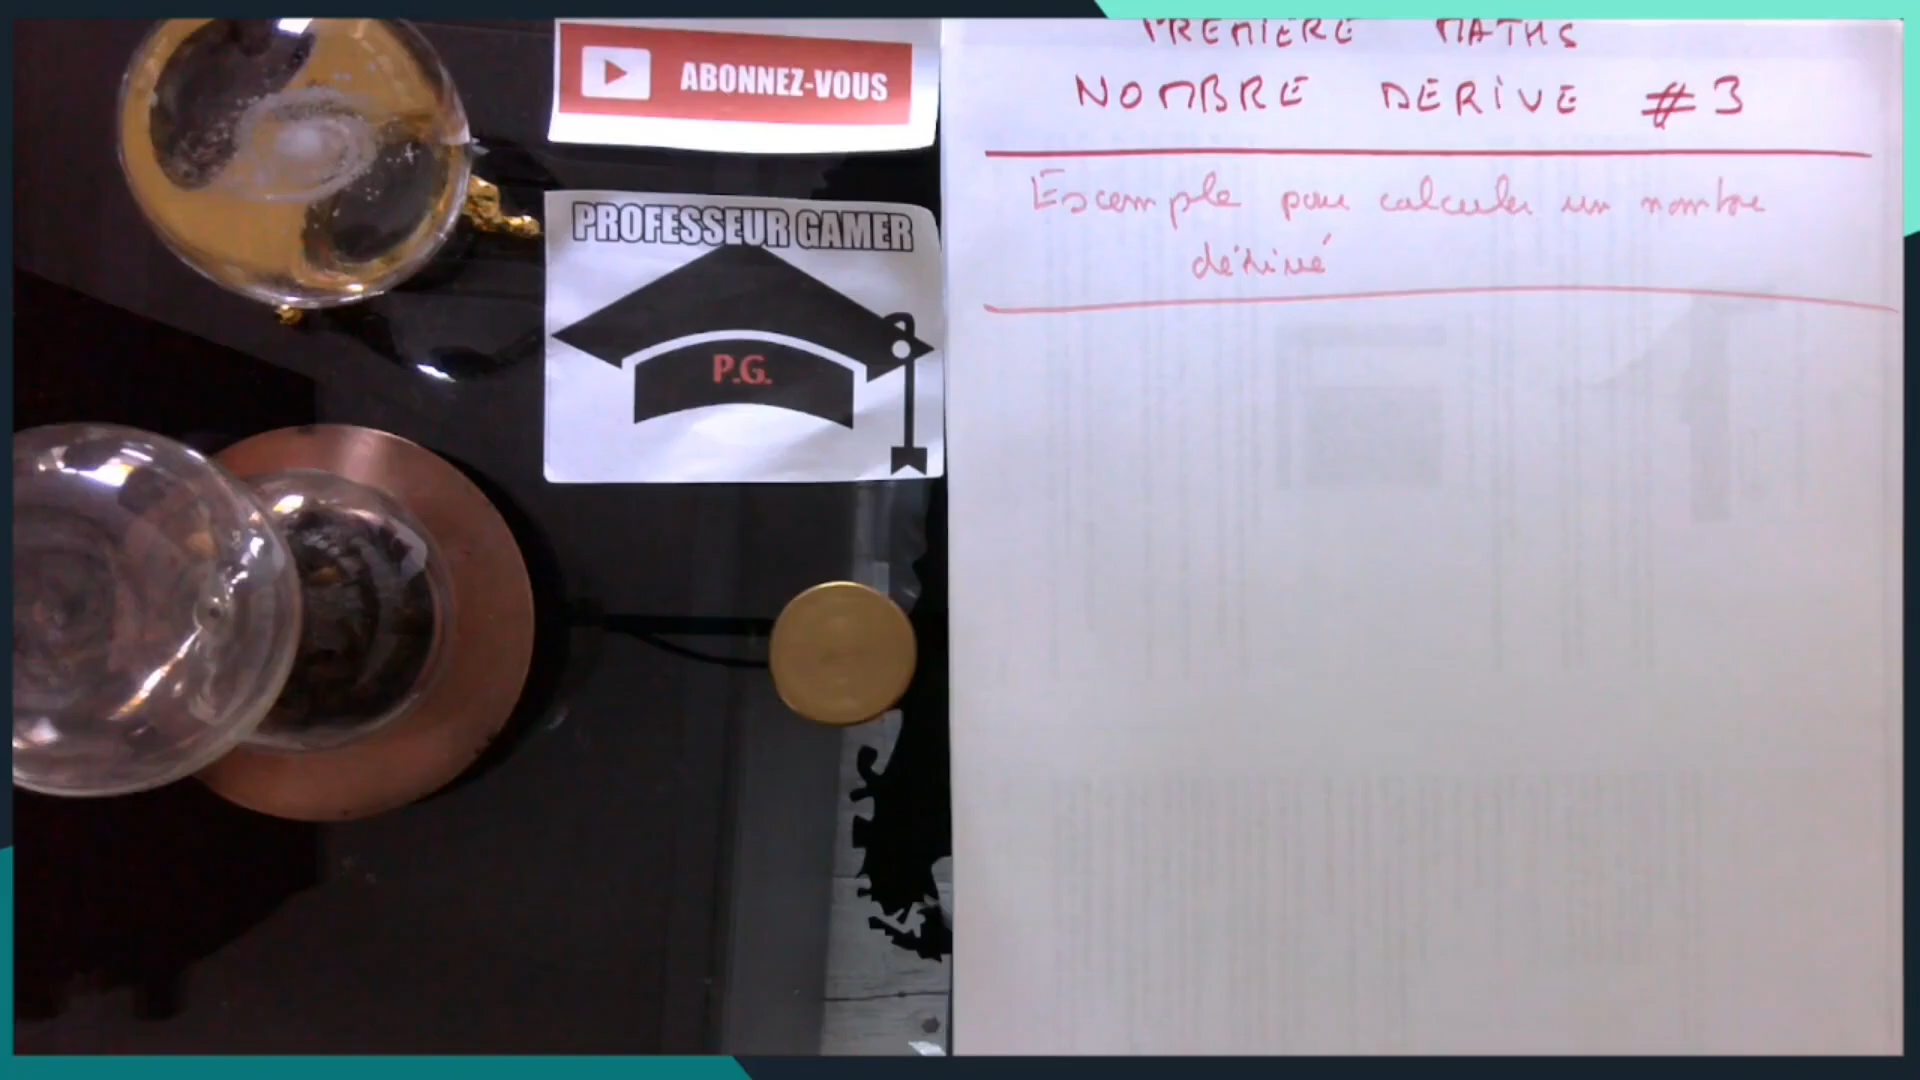 ABONNEZ-VOUS
PROFESSEUR GAMER
P.G.
PREMIERE MATHS
NOMBRE DERIVE #3
Exemple pour calculer un nombre
dérivé